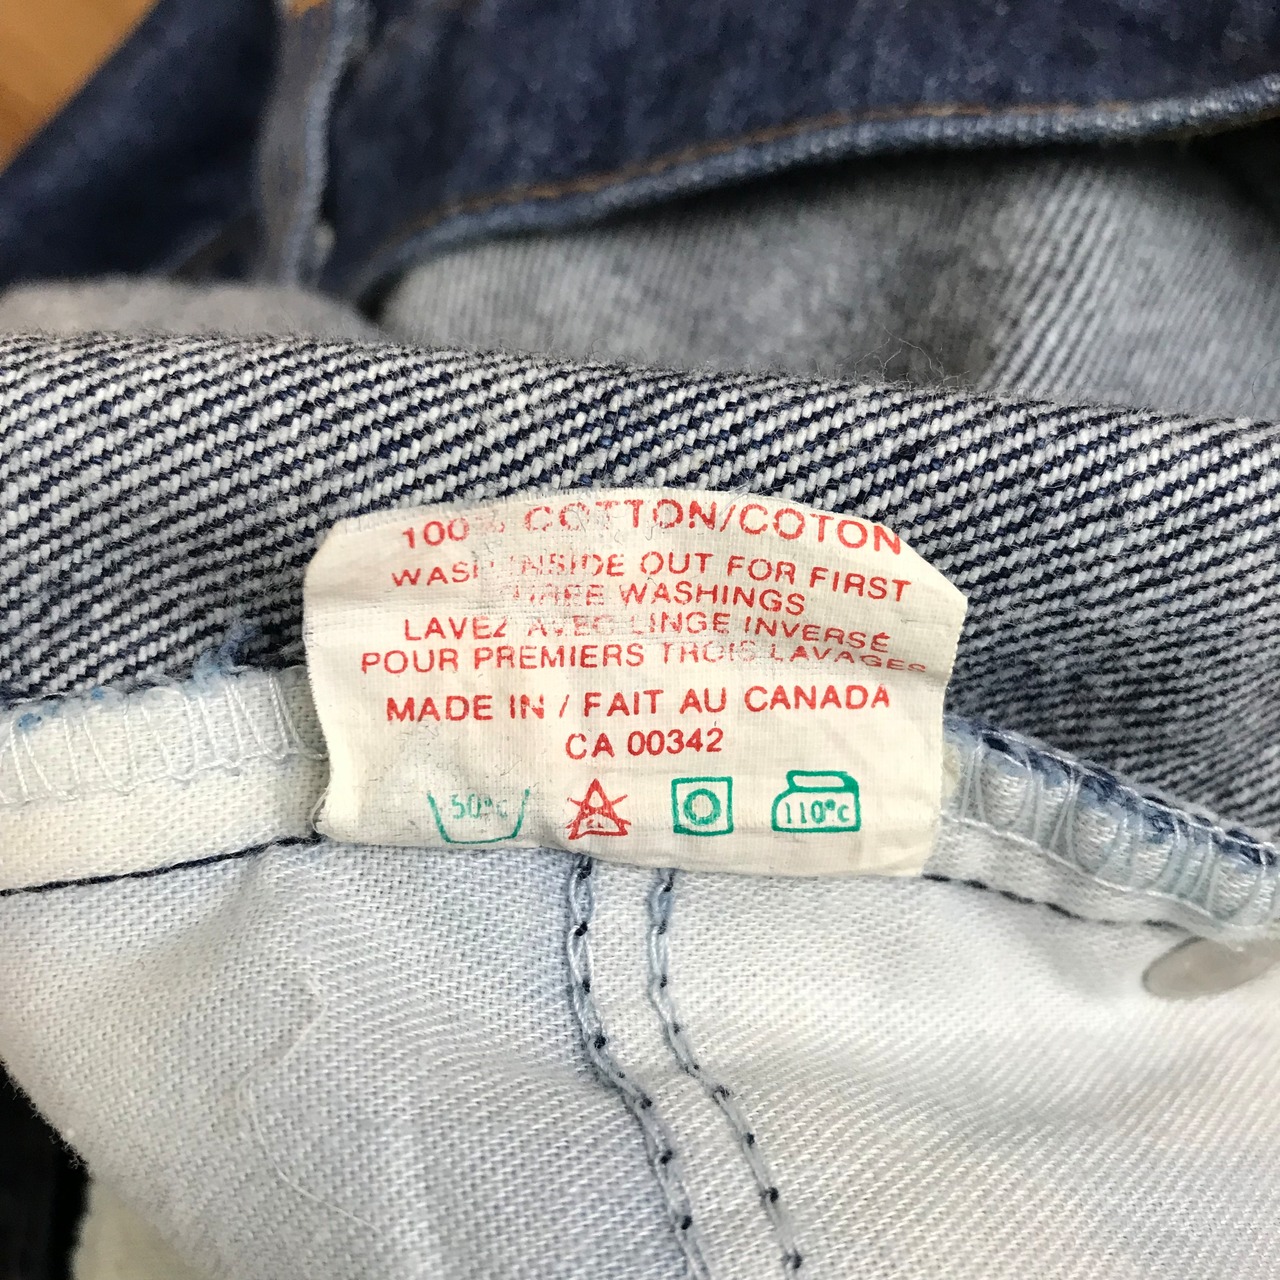 100% COTTON/COTON
WASH INSIDE OUT FOR FIRST
THREE WASHINGS
LAVEZ AVEC LINGE INVERSÉ
POUR PREMIERS TROIS LAVAGES
MADE IN / FAIT AU CANADA
CA 00342
50°C CL 110°C